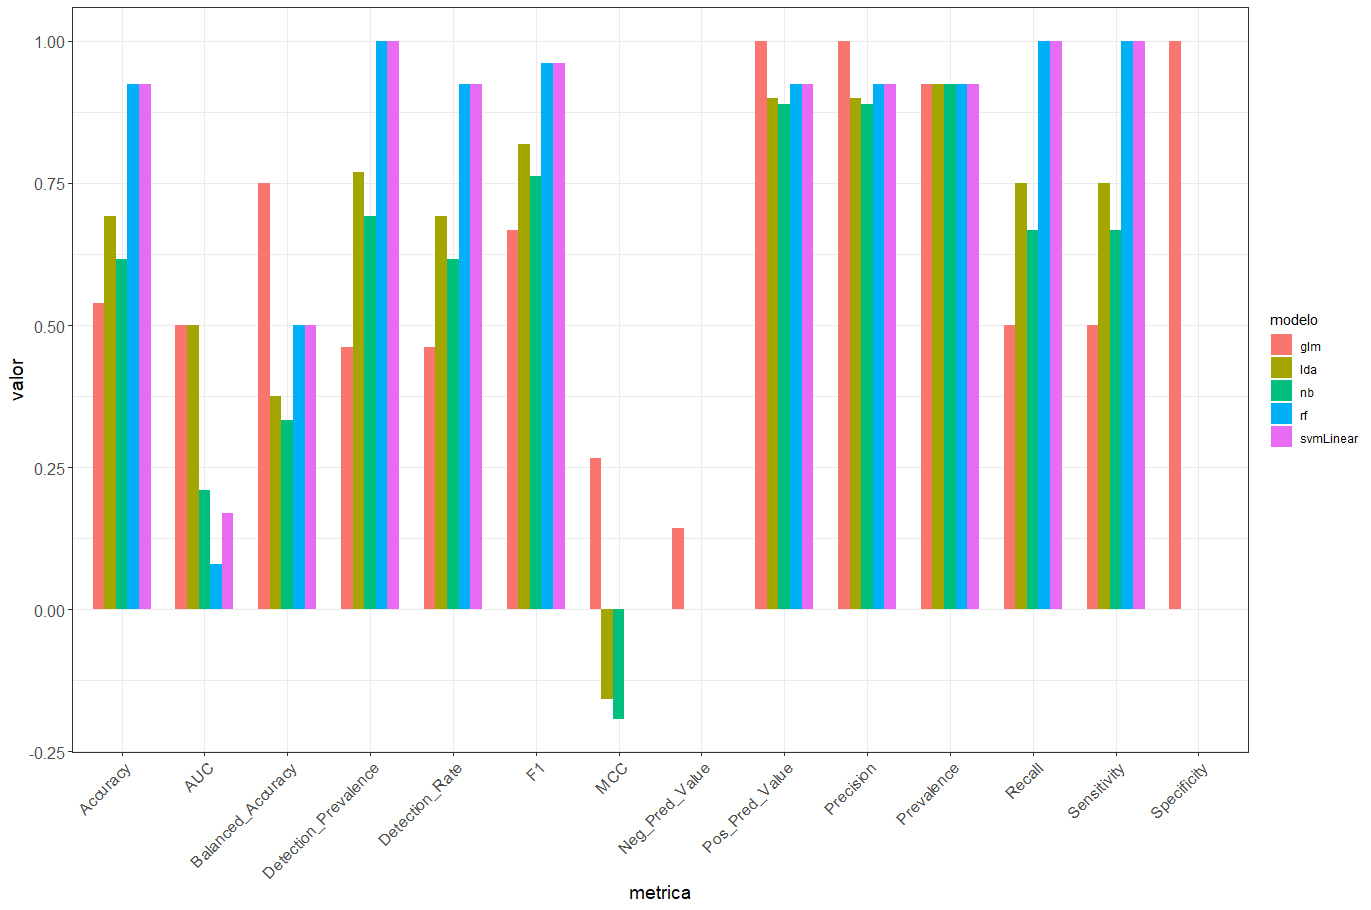 1.00
0.75
0.50
0.25
0.00
-0.25
valor
Accuracy
AUC
Balanced_Accuracy
Detection_Prevalence
Detection_Rate
F1
MCC
Neg_Pred_Value
Pos_Pred_Value
Precision
Prevalence
Recall
Sensitivity
Specificity
metrica
modelo
glm
lda
nb
rf
svmLinear